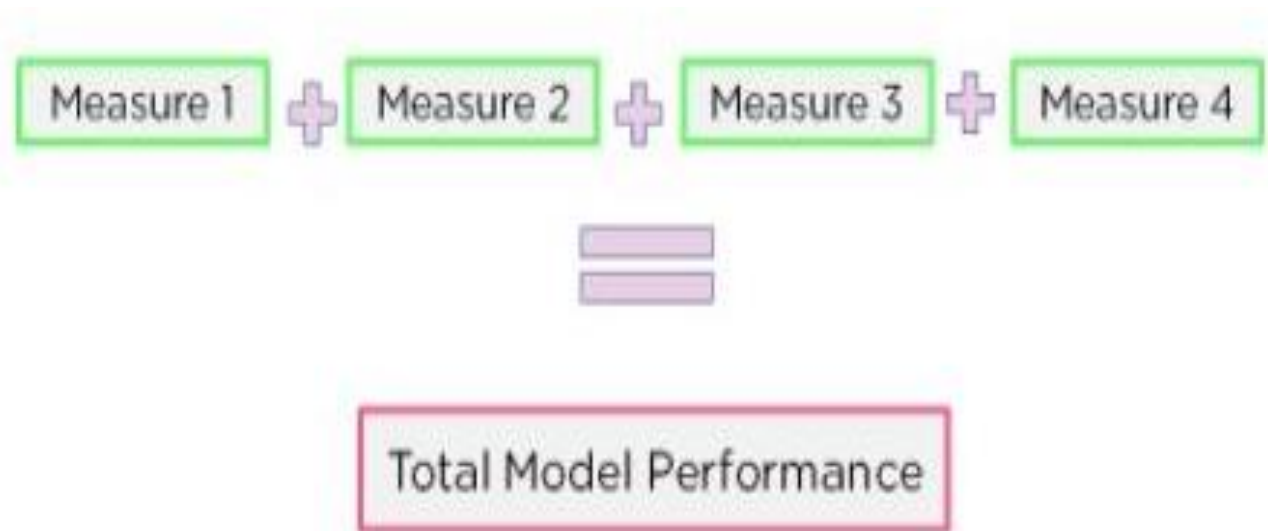 Measure 1 + Measure 2 + Measure 3 + Measure 4
=
Total Model Performance